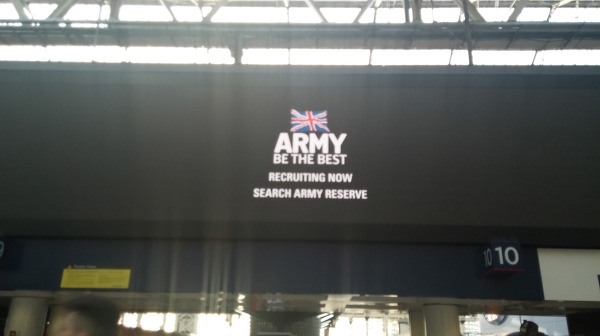 ARMY
BE THE BEST
RECRUITING NOW
SEARCH ARMY RESERVE
10 10